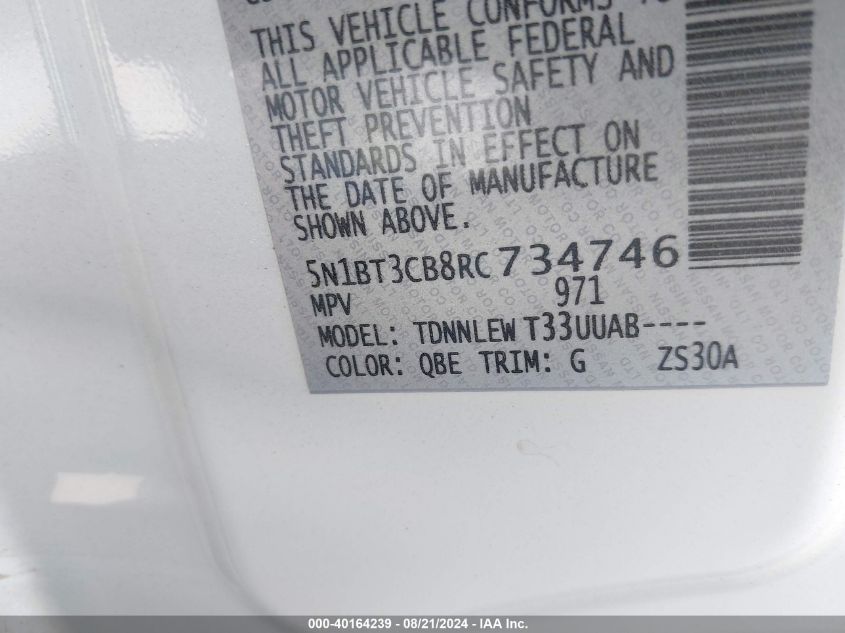 THIS VEHICLE CONFORMS TO
ALL APPLICABLE FEDERAL
MOTOR VEHICLE SAFETY AND
THEFT PREVENTION
STANDARDS IN EFFECT ON
THE DATE OF MANUFACTURE
SHOWN ABOVE.
5N1BT3CB8RC734746
MPV 971
MODEL: TDNNLEW T33UUAB----
COLOR: QBE TRIM: G ZS30A
000-40164239 - 08/21/2024 - IAA Inc.